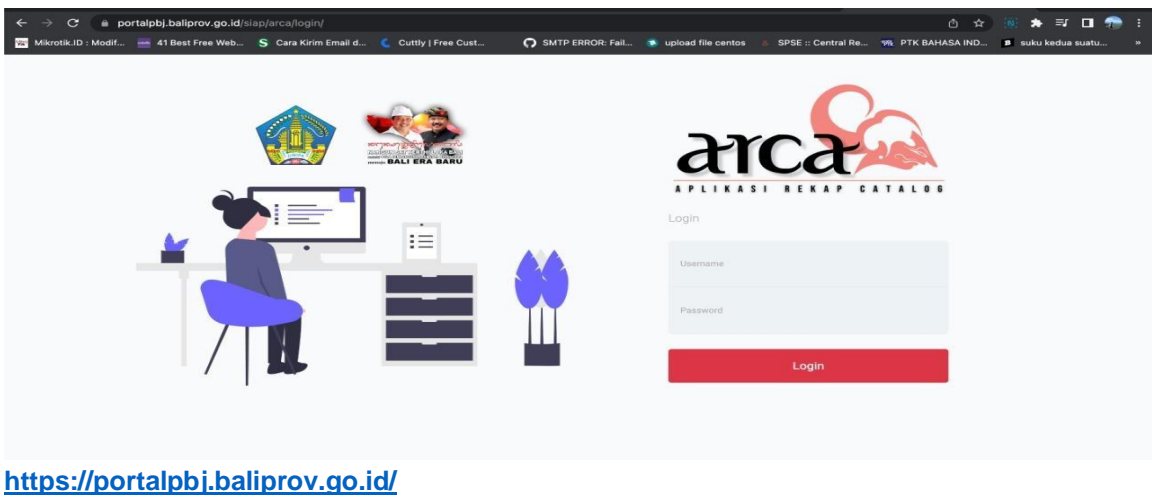 portalpbj.baliprov.go.id/siap/arca/login/
Mikrotik.ID : Modif... 41 Best Free Web... Cara Kirim Email d... Cuttly | Free Cust... SMTP ERROR: Fail... upload file centos SPSE :: Central Re... PTK BAHASA IND... suku kedua suatu... »
BALI ERA BARU
arca
APLIKASI REKAP CATALOG
Login
Username
Password
Login
https://portalpbj.baliprov.go.id/